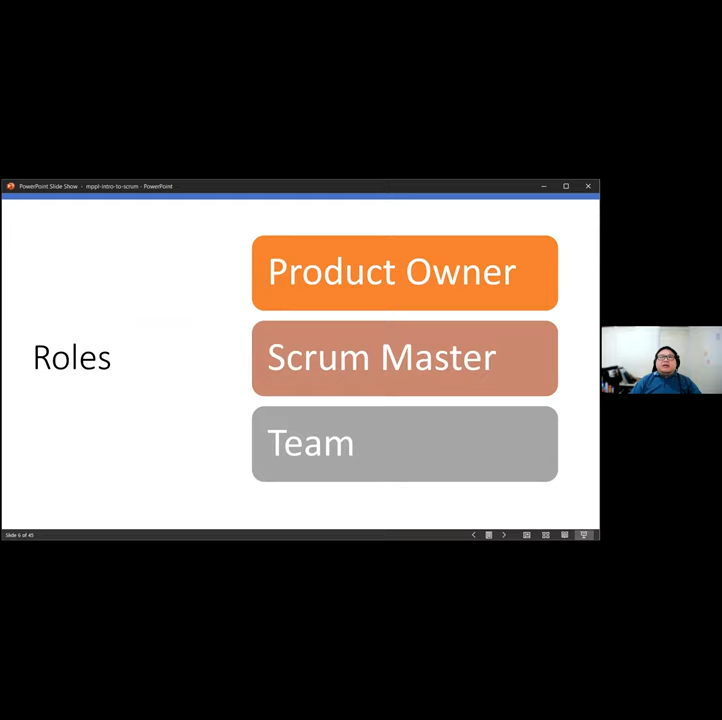 PowerPoint Slide Show - mppl-intro-to-scrum - PowerPoint
Product Owner
Roles
Scrum Master
Team
Slide 6 of 45